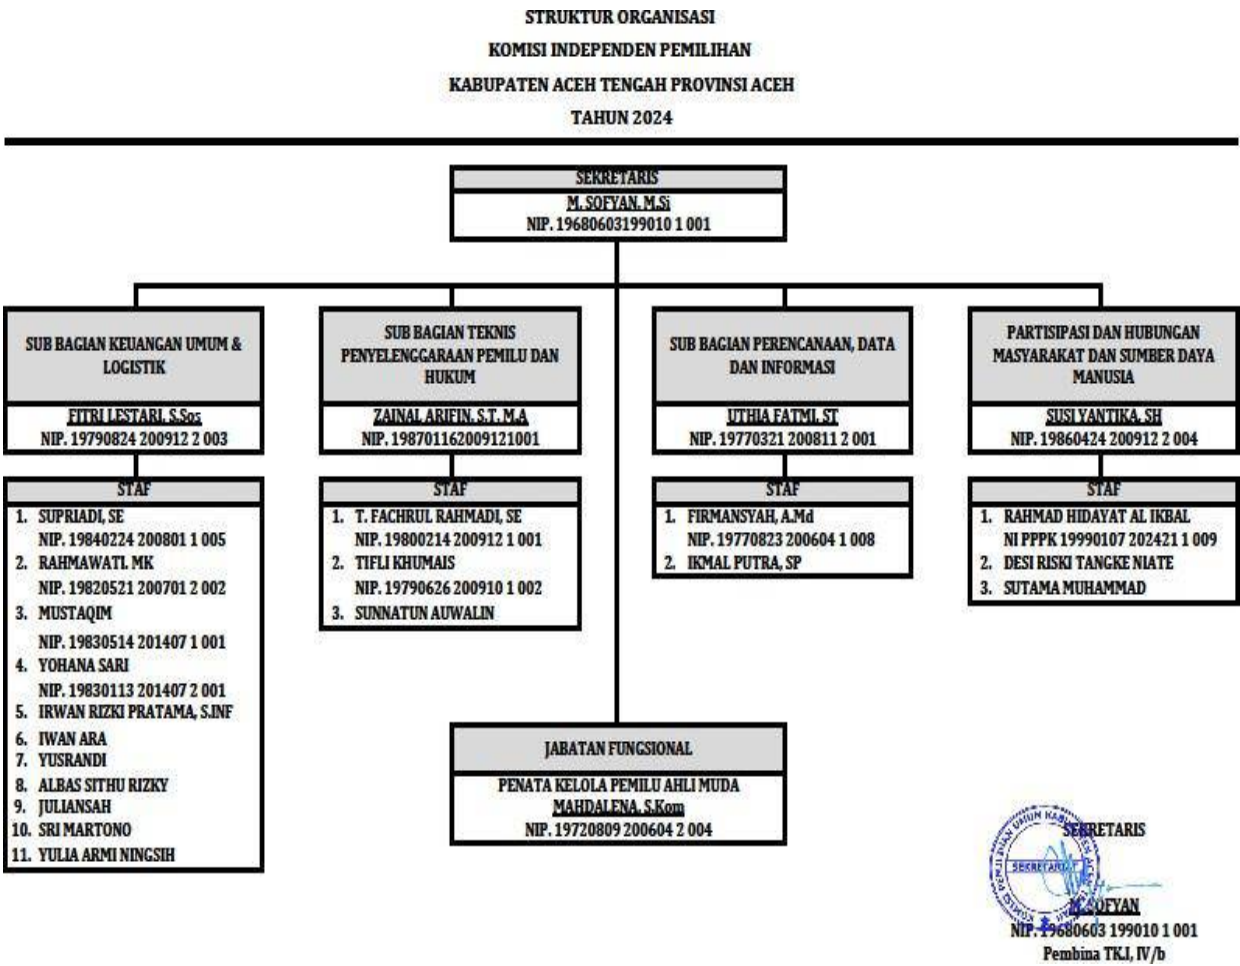 STRUKTUR ORGANISASI
KOMISI INDEPENDEN PEMILIHAN
KABUPATEN ACEH TENGAH PROVINSI ACEH
TAHUN 2024
SEKRETARIS
M. SOFYAN. M.Si
NIP. 19680603199010 1 001
SUB BAGIAN KEUANGAN UMUM &
LOGISTIK
FITRI LESTARI. S.Sos
NIP. 19790824 200912 2 003
STAF
1. SUPRIADI, SE
NIP. 19840224 200801 1 005
2. RAHMAWATI. MK
NIP. 19820521 200701 2 002
3. MUSTAQIM
NIP. 19830514 201407 1 001
4. YOHANA SARI
NIP. 19830113 201407 2 001
5. IRWAN RIZKI PRATAMA, S.INF
6. IWAN ARA
7. YUSRANDI
8. ALBAS SITHU RIZKY
9. JULIANSAH
10. SRI MARTONO
11. YULIA ARMI NINGSIH
SUB BAGIAN TEKNIS
PENYELENGGARAAN PEMILU DAN
HUKUM
ZAINAL ARIFIN. S.T. M.A
NIP. 198701162009121001
STAF
1. T. FACHRUL RAHMADI, SE
NIP. 19800214 200912 1 001
2. TIFLI KHUMAIS
NIP. 19790626 200910 1 002
3. SUNNATUN AUWALIN
SUB BAGIAN PERENCANAAN, DATA
DAN INFORMASI
UTHIA FATMI, ST
NIP. 19770321 200811 2 001
STAF
1. FIRMANSYAH, A.Md
NIP. 19770823 200604 1 008
2. IKMAL PUTRA, SP
PARTISIPASI DAN HUBUNGAN
MASYARAKAT DAN SUMBER DAYA
MANUSIA
SUSI YANTIKA, SH
NIP. 19860424 200912 2 004
STAF
1. RAHMAD HIDAYAT AL IKBAL
NI PPPK 19990107 202421 1 009
2. DESI RISKI TANGKE NIATE
3. SUTAMA MUHAMMAD
JABATAN FUNGSIONAL
PENATA KELOLA PEMILU AHLI MUDA
MAHDALENA, S.Kom
NIP. 19720809 200604 2 004
SEKRETARIS
SEKRETARIAT
M. SOFYAN
NIP. 19680603 199010 1 001
Pembina TK.I, IV/b